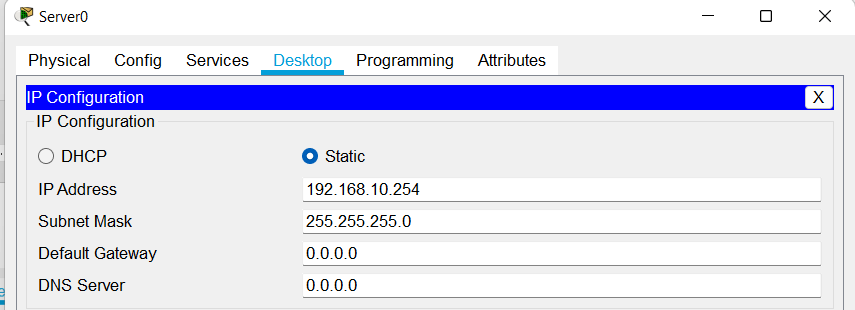 Server0
Physical Config Services Desktop Programming Attributes
IP Configuration X
IP Configuration
DHCP Static
IP Address 192.168.10.254
Subnet Mask 255.255.255.0
Default Gateway 0.0.0.0
DNS Server 0.0.0.0